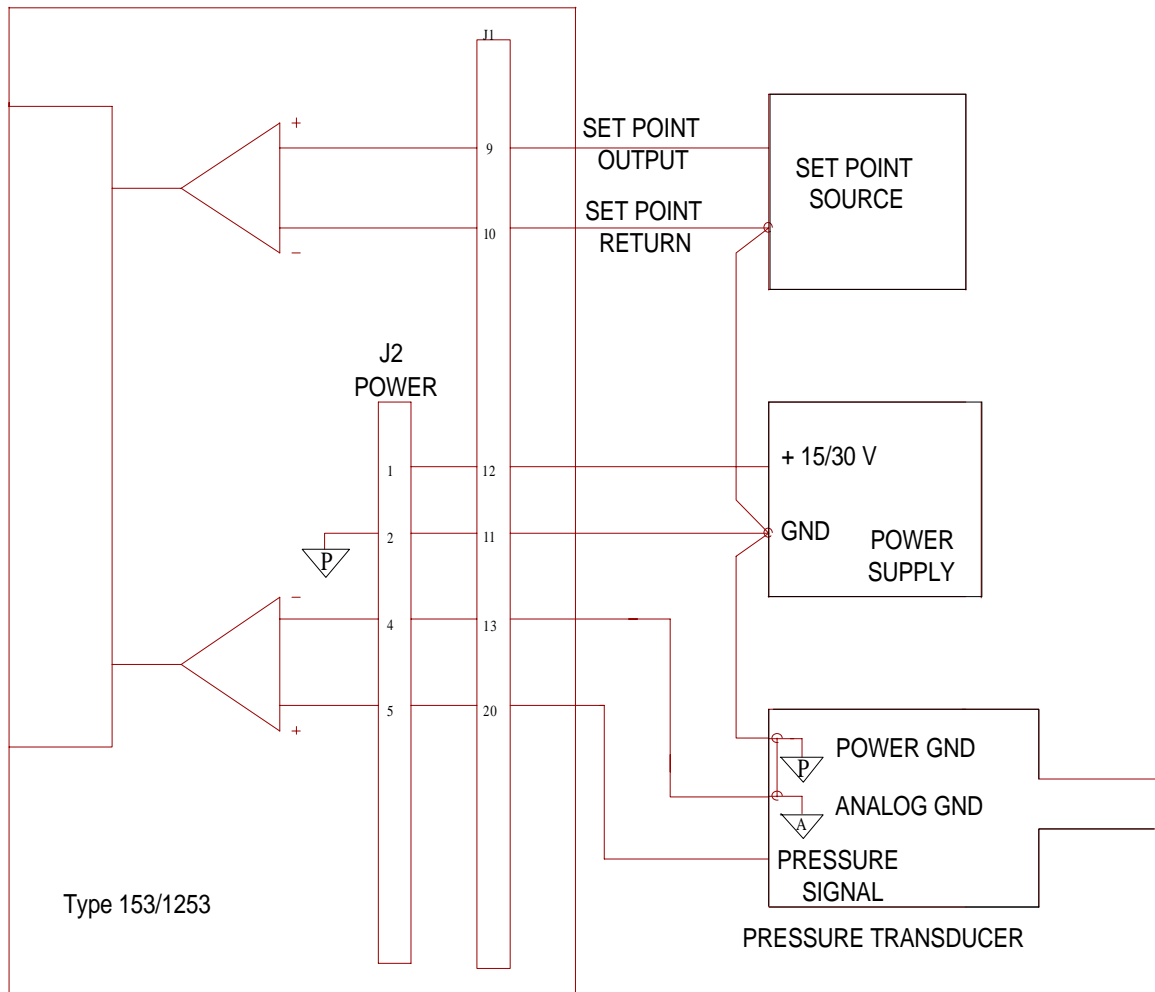 J1
+
9
SET POINT
OUTPUT
SET POINT
SOURCE
10
SET POINT
RETURN
−
J2
POWER
1
12
+ 15/30 V
2
11
GND
POWER
SUPPLY
P
−
4
13
5
20
+
POWER GND
P
ANALOG GND
A
PRESSURE
SIGNAL
Type 153/1253
PRESSURE TRANSDUCER